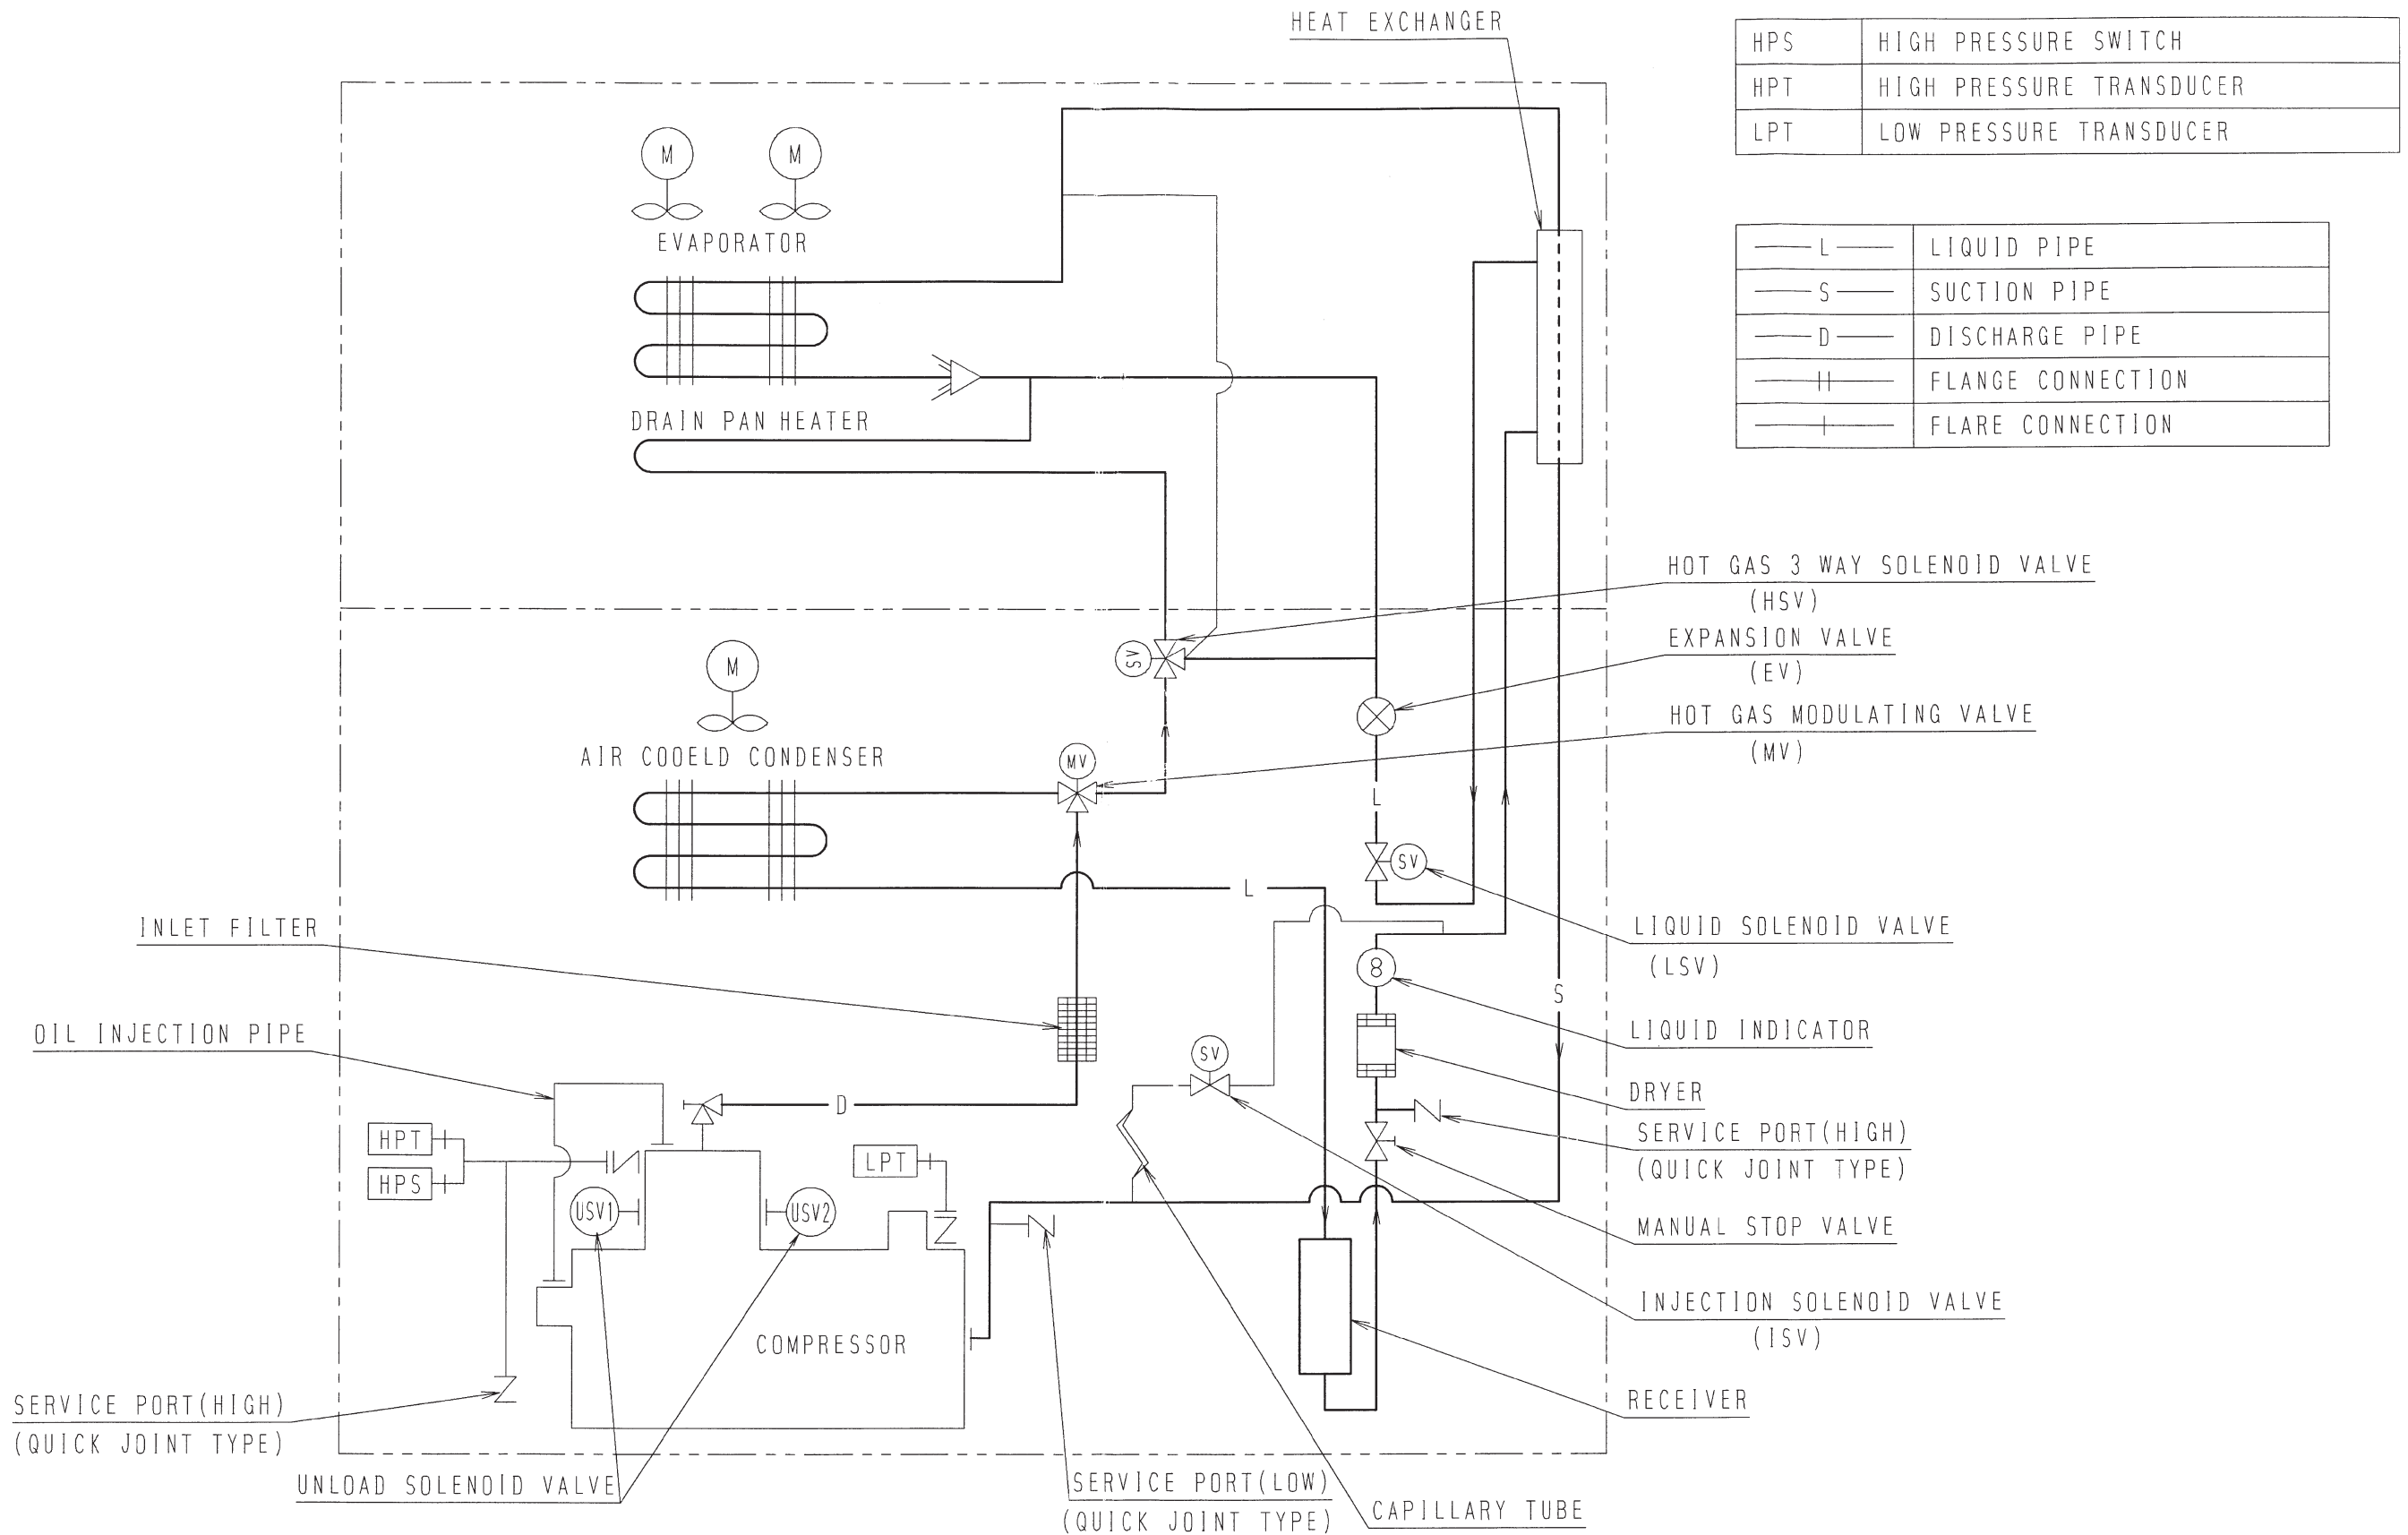 HEAT EXCHANGER
HPS HIGH PRESSURE SWITCH
HPT HIGH PRESSURE TRANSDUCER
LPT LOW PRESSURE TRANSDUCER
M M
EVAPORATOR
L LIQUID PIPE
S SUCTION PIPE
D DISCHARGE PIPE
FLANGE CONNECTION
FLARE CONNECTION
DRAIN PAN HEATER
HOT GAS 3 WAY SOLENOID VALVE
(HSV)
SV
EXPANSION VALVE
(EV)
M
HOT GAS MODULATING VALVE
(MV)
AIR COOELD CONDENSER
MV
L
SV
L
INLET FILTER
LIQUID SOLENOID VALVE
(LSV)
8
S
OIL INJECTION PIPE
LIQUID INDICATOR
SV
DRYER
D
HPT
SERVICE PORT(HIGH)
(QUICK JOINT TYPE)
LPT
HPS
USV1 USV2
MANUAL STOP VALVE
INJECTION SOLENOID VALVE
(ISV)
COMPRESSOR
RECEIVER
SERVICE PORT(HIGH)
(QUICK JOINT TYPE)
UNLOAD SOLENOID VALVE
SERVICE PORT(LOW)
(QUICK JOINT TYPE)
CAPILLARY TUBE